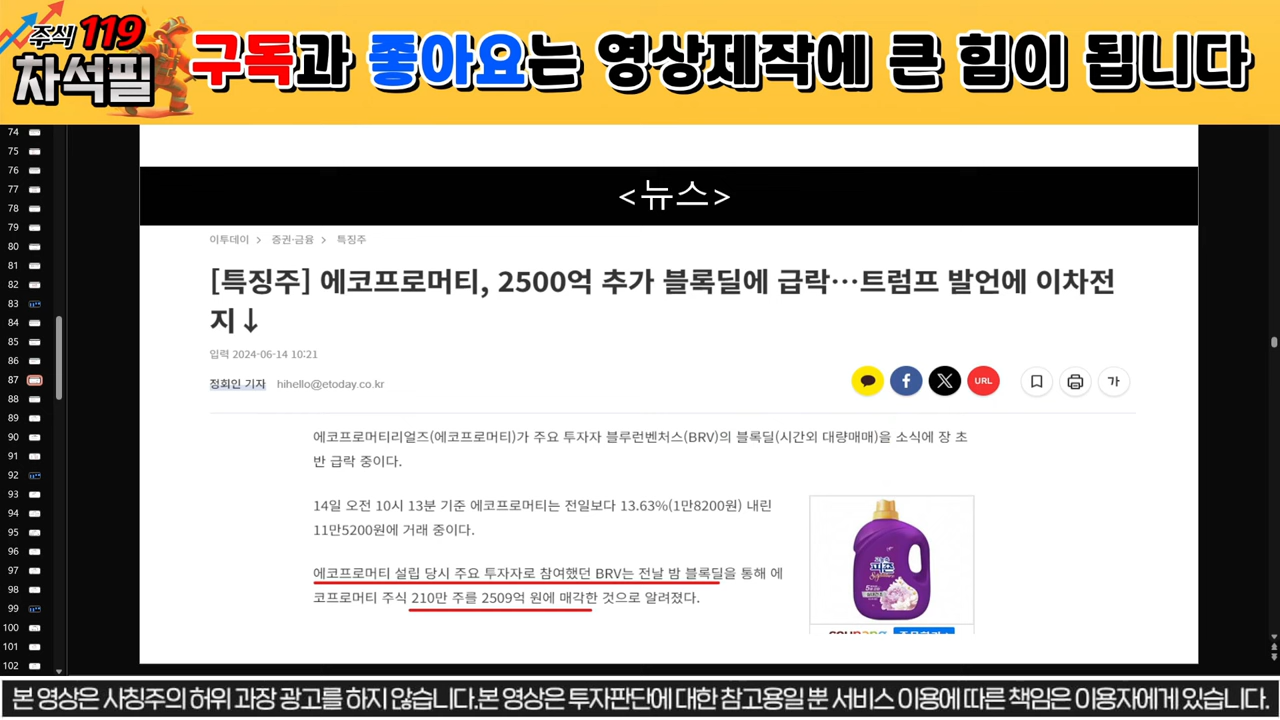 주식 119
차석필
구독과 좋아요는 영상제작에 큰 힘이 됩니다
74
75
76
77
78
79
80
81
82
83
84
85
86
87
88
89
90
91
92
93
94
95
96
97
98
99
100
101
102
<뉴스>
이투데이 > 증권·금융 > 특징주
[특징주] 에코프로머티, 2500억 추가 블록딜에 급락…트럼프 발언에 이차전
지↓
입력 2024-06-14 10:21
정회인 기자 hihello@etoday.co.kr
URL
가
에코프로머티리얼즈(에코프로머티)가 주요 투자자 블루런벤처스(BRV)의 블록딜(시간외 대량매매)을 소식에 장 초
반 급락 중이다.
14일 오전 10시 13분 기준 에코프로머티는 전일보다 13.63%(1만8200원) 내린
11만5200원에 거래 중이다.
에코프로머티 설립 당시 주요 투자자로 참여했던 BRV는 전날 밤 블록딜을 통해 에
코프로머티 주식 210만 주를 2509억 원에 매각한 것으로 알려졌다.
피죤
본 영상은 사칭주의 허위 과장 광고를 하지 않습니다.본 영상은 투자판단에 대한 참고용일 뿐 서비스 이용에 따른 책임은 이용자에게 있습니다.